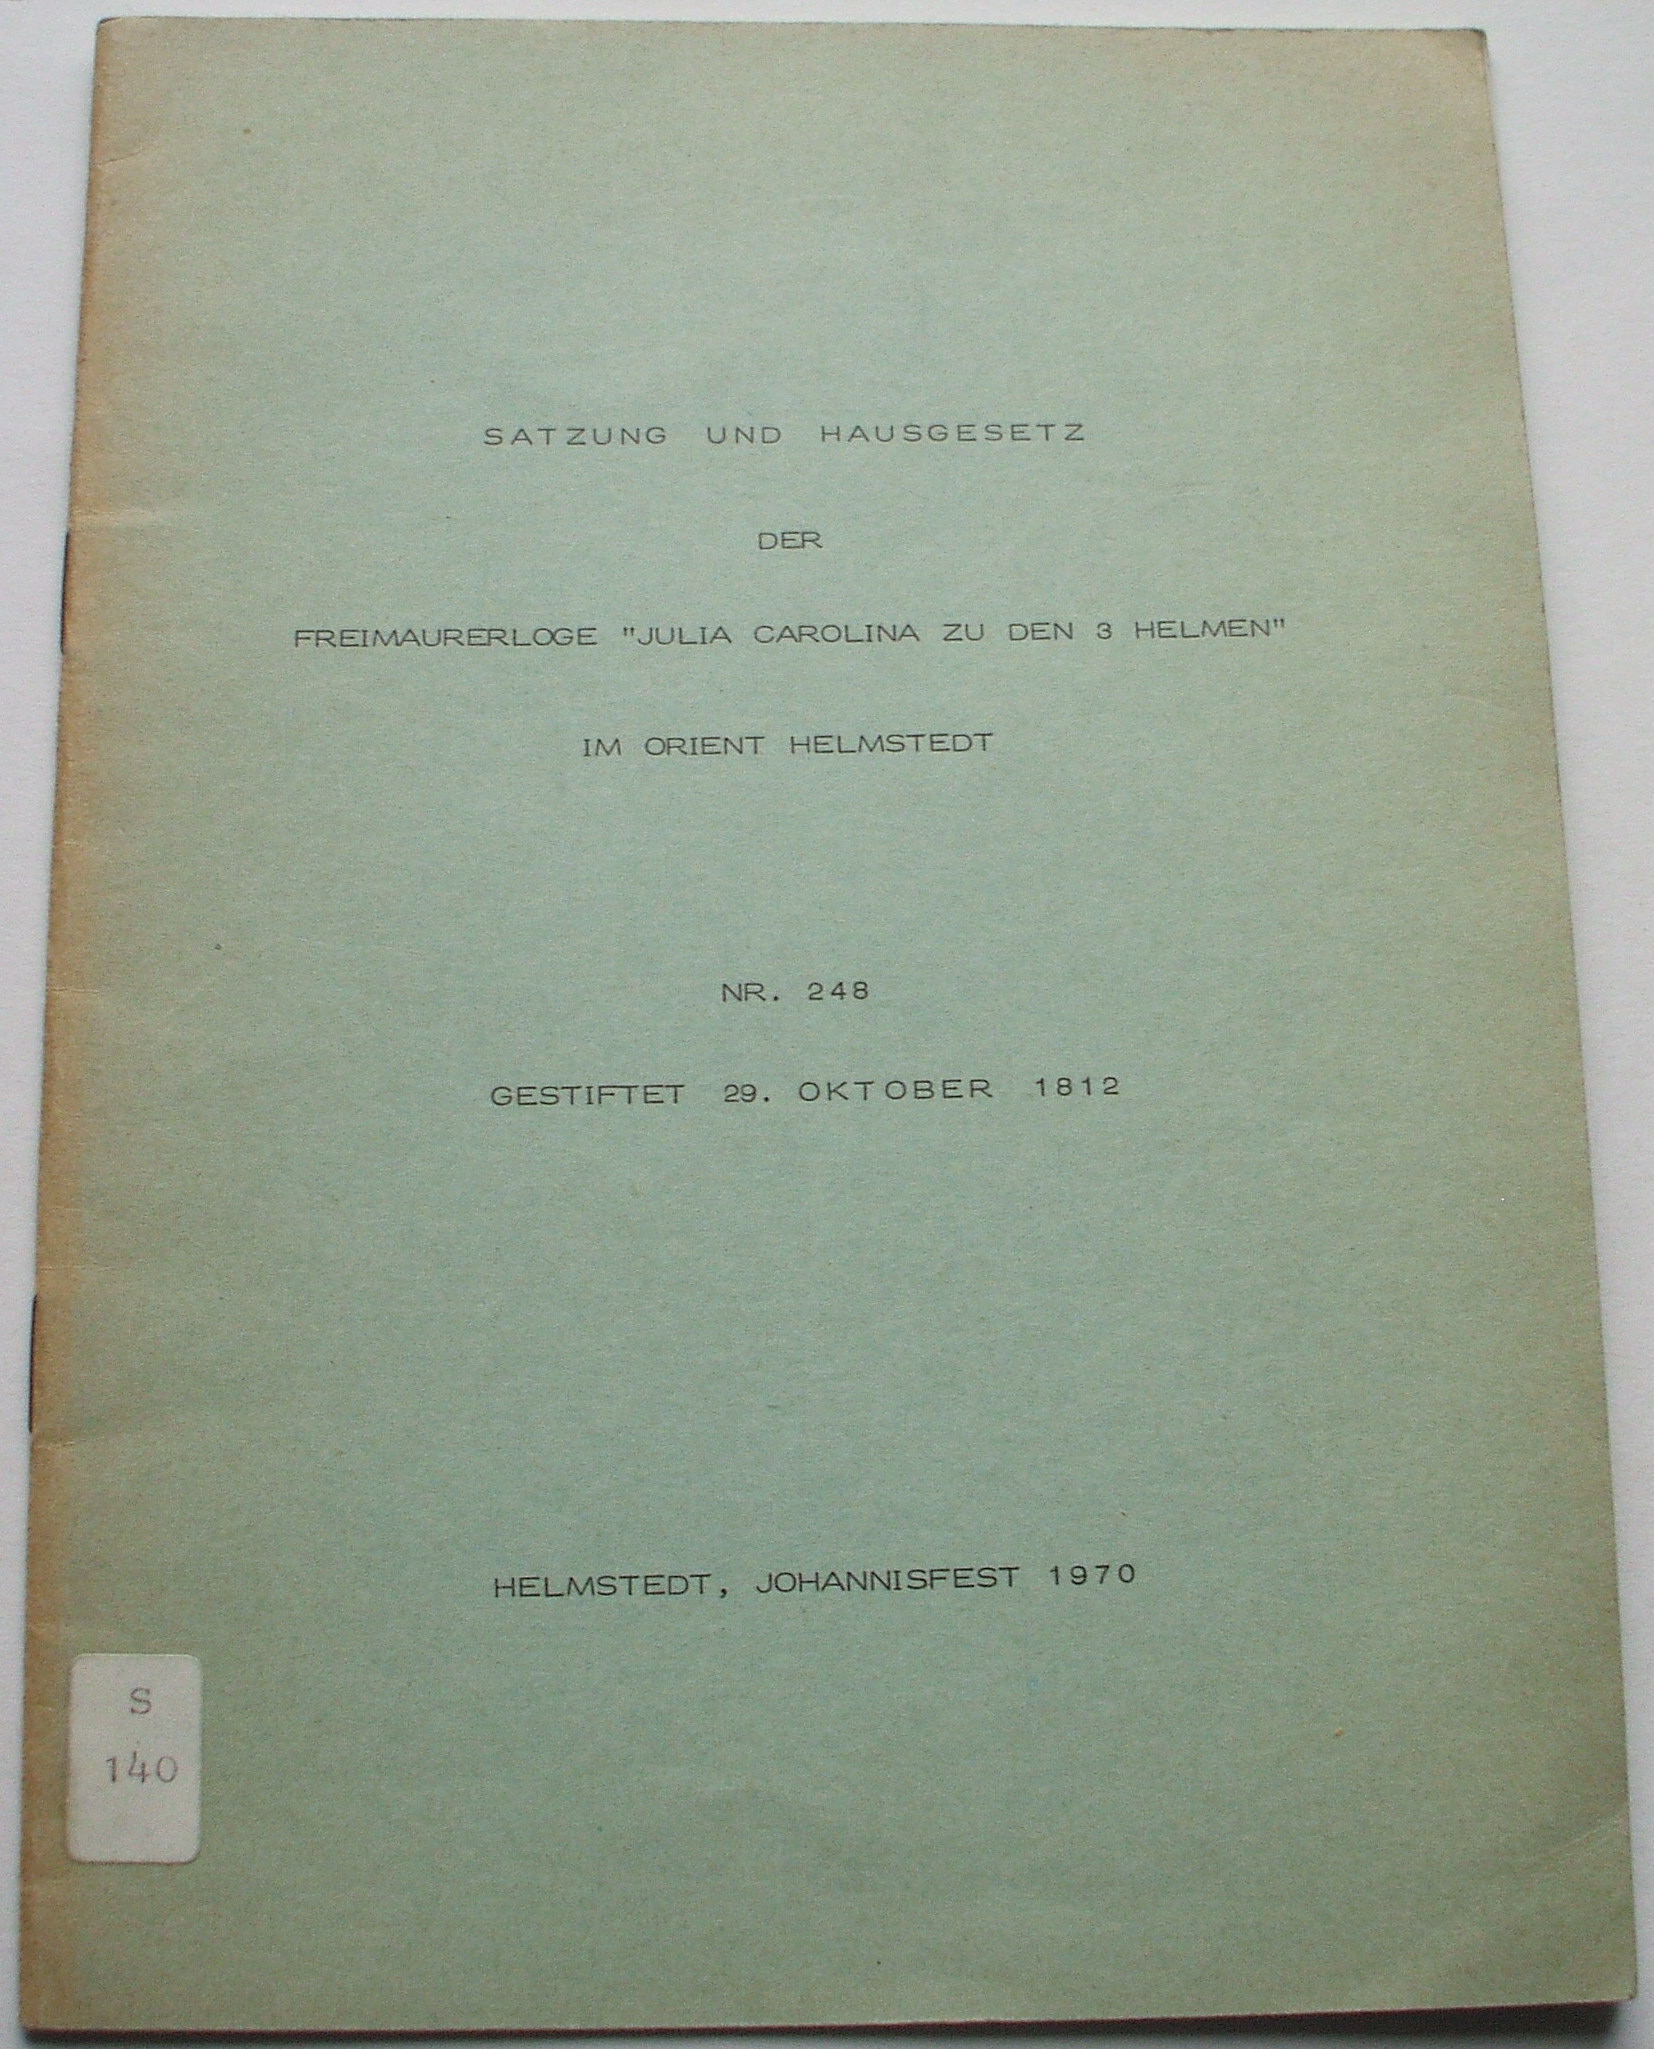 SATZUNG UND HAUSGESETZ
DER
FREIMAURERLOGE "JULIA CAROLINA ZU DEN 3 HELMEN"
IM ORIENT HELMSTEDT
NR. 248
GESTIFTET 29. OKTOBER 1812
HELMSTEDT, JOHANNISFEST 1970
S
140